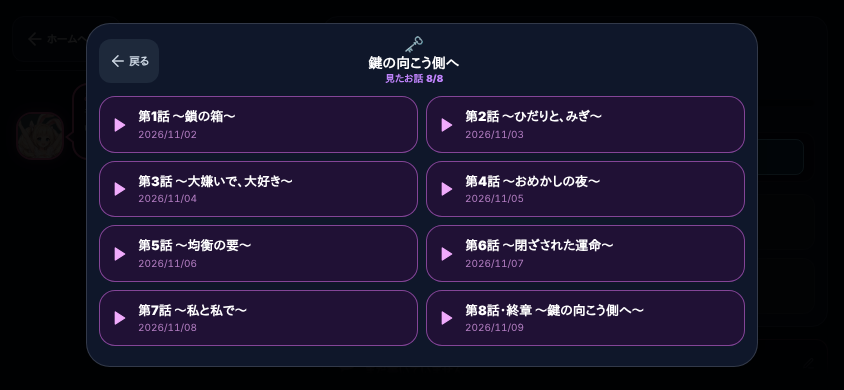 ホームへ
戻る
鍵の向こう側へ
見たお話 8/8
第1話 〜鎖の箱〜
2026/11/02
第2話 〜ひだりと、みぎ〜
2026/11/03
第3話 〜大嫌いで、大好き〜
2026/11/04
第4話 〜おめかしの夜〜
2026/11/05
第5話 〜均衡の要〜
2026/11/06
第6話 〜閉ざされた運命〜
2026/11/07
第7話 〜私と私で〜
2026/11/08
第8話・終章 〜鍵の向こう側へ〜
2026/11/09